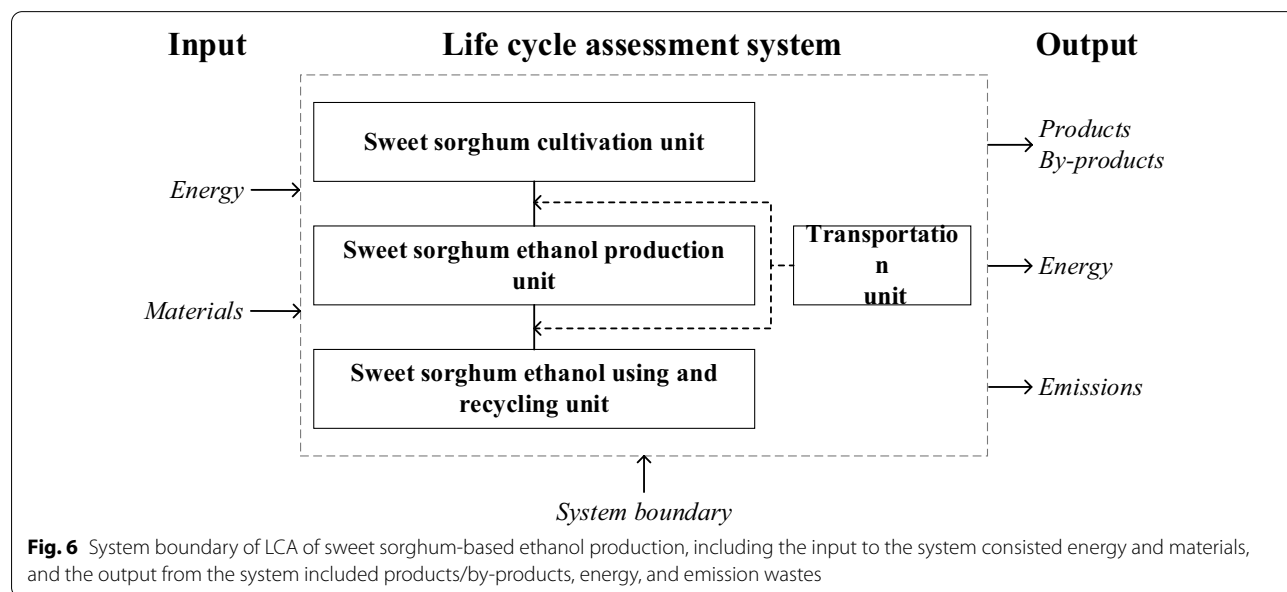 Input
Life cycle assessment system
Output
Sweet sorghum cultivation unit
Products
By-products
Energy
Sweet sorghum ethanol production
unit
Transportatio
n
unit
Energy
Materials
Sweet sorghum ethanol using and
recycling unit
Emissions
System boundary
Fig. 6 System boundary of LCA of sweet sorghum-based ethanol production, including the input to the system consisted energy and materials,
and the output from the system included products/by-products, energy, and emission wastes